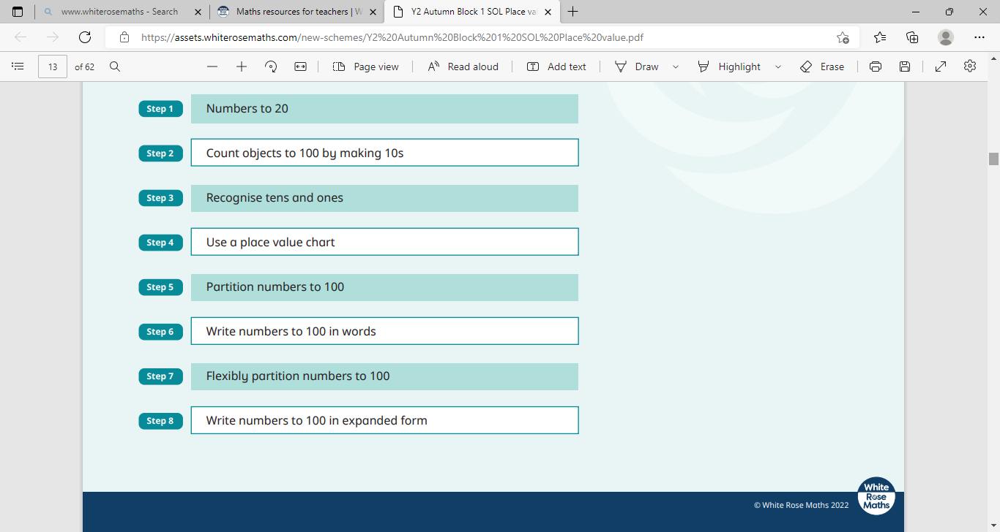 www.whiterosemaths - Search
Maths resources for teachers | W
Y2 Autumn Block 1 SOL Place va
https://assets.whiterosemaths.com/new-schemes/Y2%20Autumn%20Block%201%20SOL%20Place%20value.pdf
13 of 62 Page view Read aloud Add text Draw Highlight Erase
Step 1 Numbers to 20
Step 2 Count objects to 100 by making 10s
Step 3 Recognise tens and ones
Step 4 Use a place value chart
Step 5 Partition numbers to 100
Step 6 Write numbers to 100 in words
Step 7 Flexibly partition numbers to 100
Step 8 Write numbers to 100 in expanded form
© White Rose Maths 2022
White
Rose
Maths